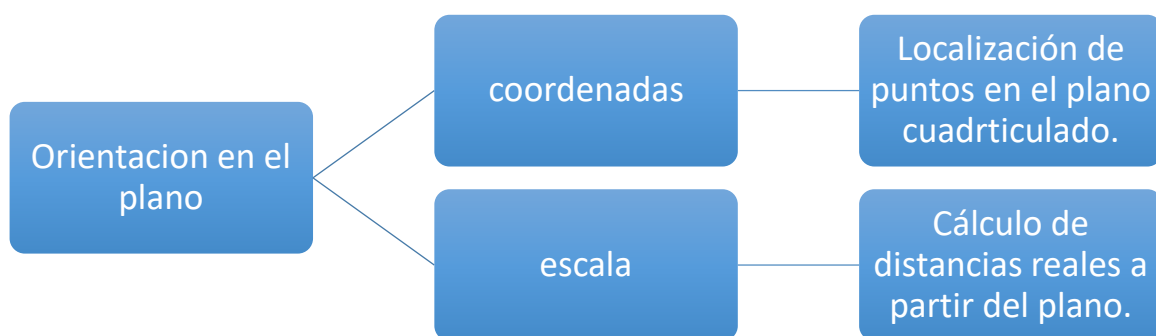 Orientacion en el
plano
coordenadas
Localización de
puntos en el plano
cuadrticulado.
escala
Cálculo de
distancias reales a
partir del plano.